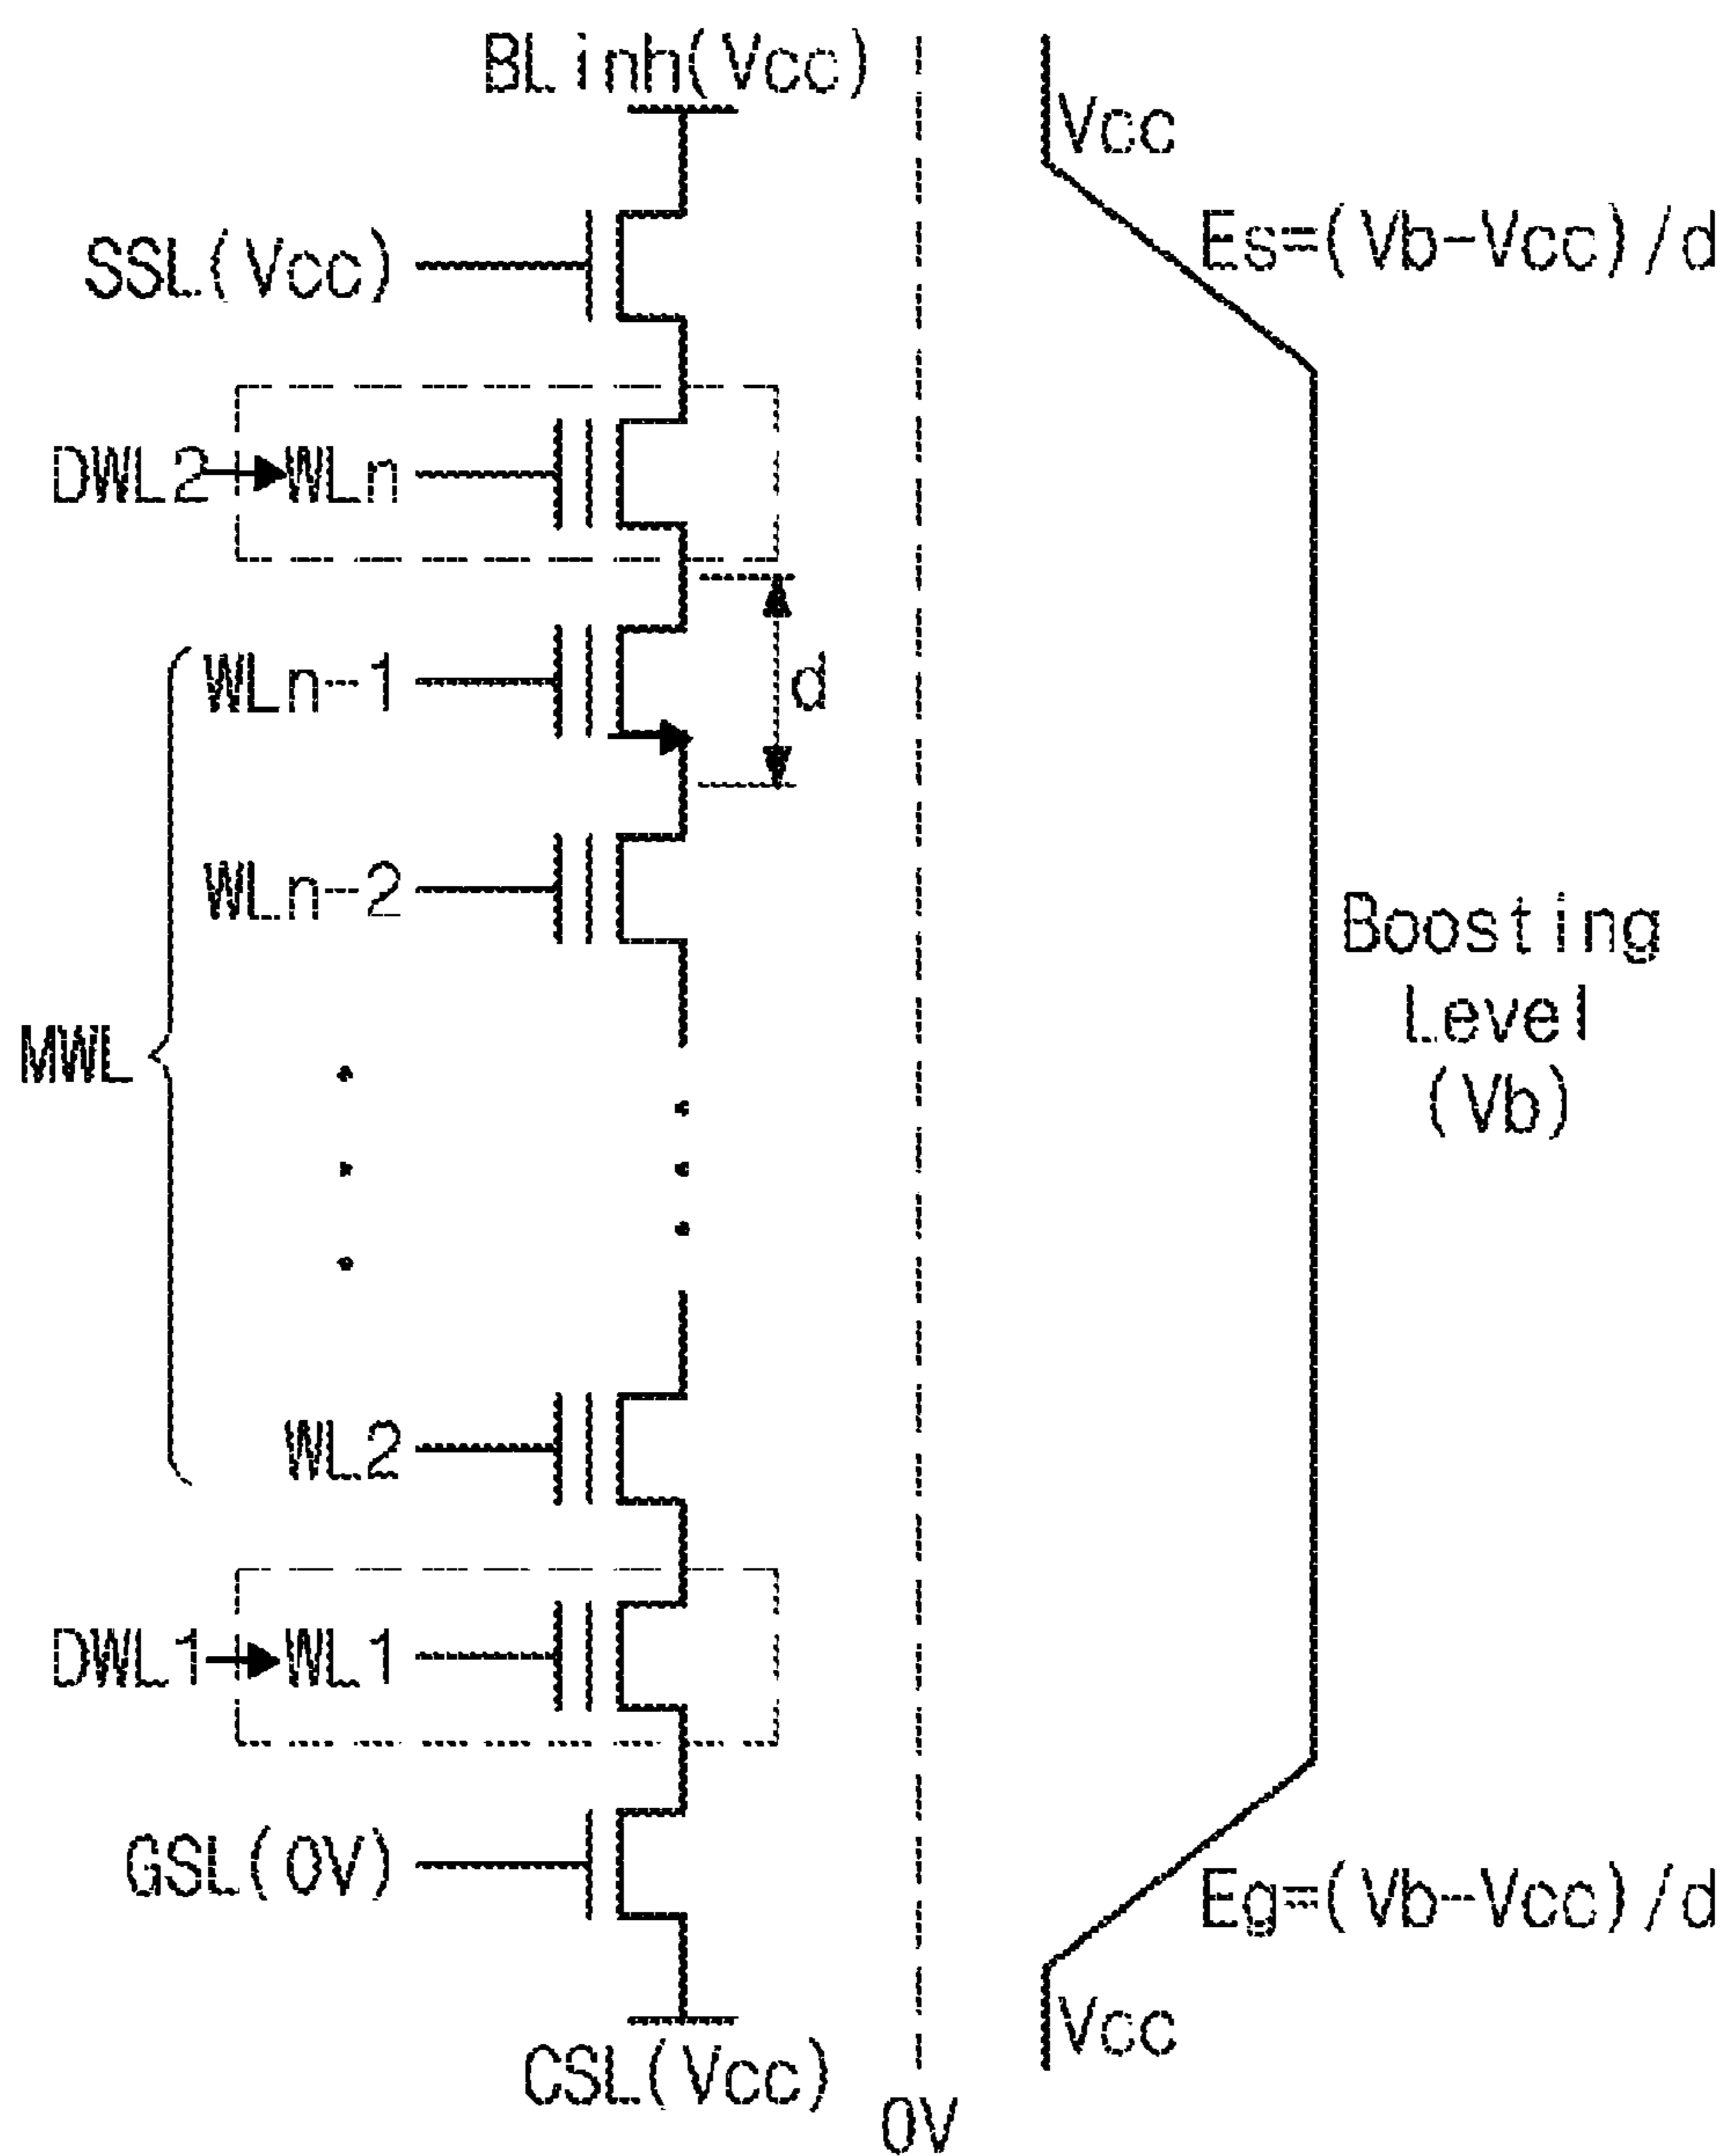 BLinh(Vcc)
Vcc
SSL(Vcc)
Es=(Vb-Vcc)/d
DWL2
WLn
WLn-1
d
WLn-2
Boosting
Level
(Vb)
MWL
WL2
DWL1
WL1
GSL(0V)
Eg=(Vb-Vcc)/d
Vcc
CSL(Vcc)
0V